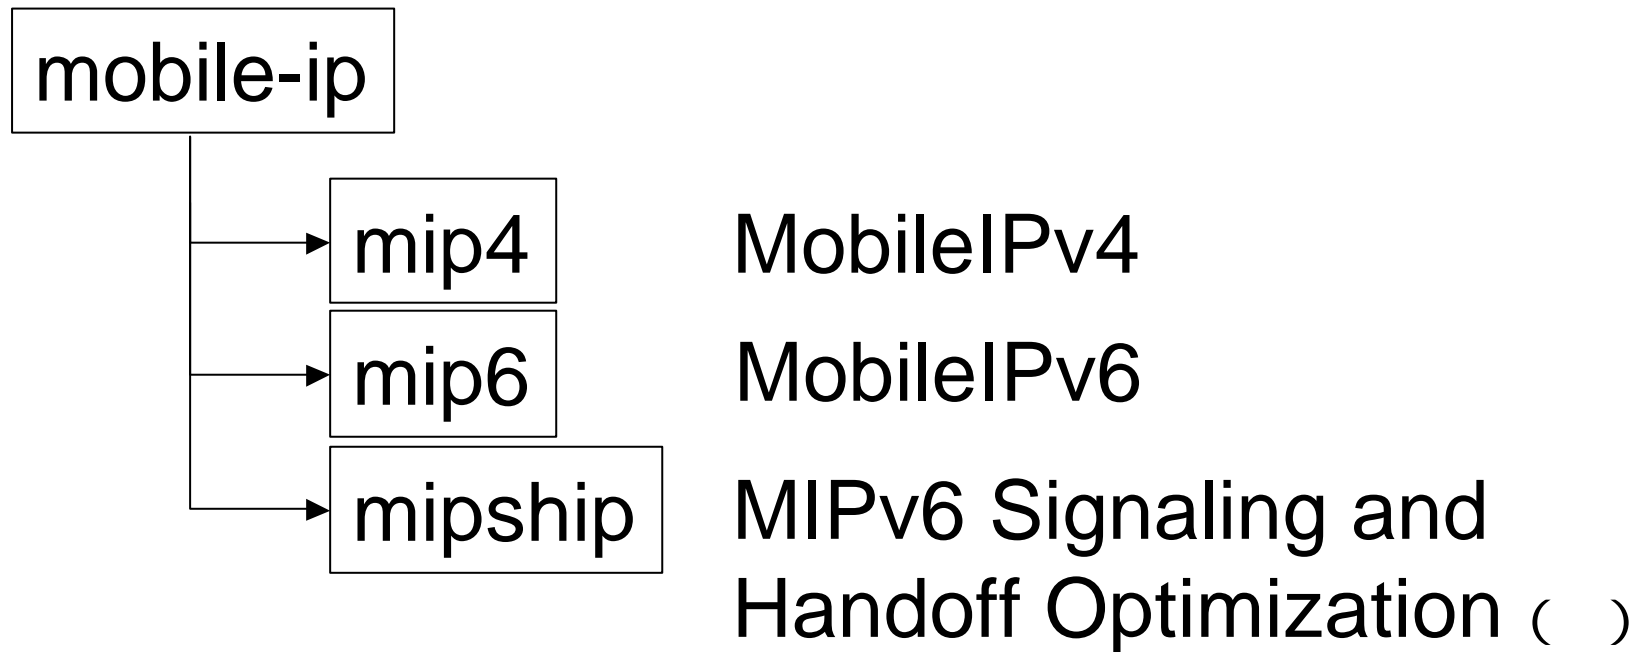 mobile-ip
mip4 MobileIPv4
mip6 MobileIPv6
mipship MIPv6 Signaling and
Handoff Optimization ( )